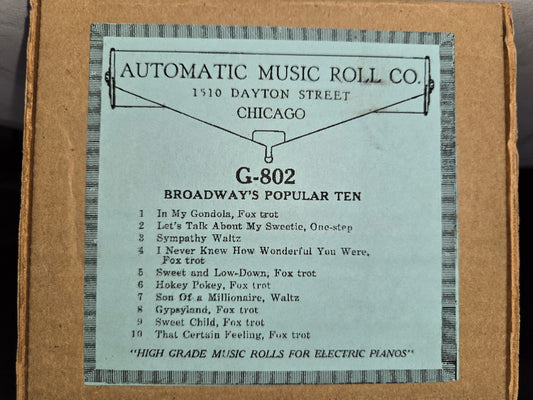 AUTOMATIC MUSIC ROLL CO.
1510 DAYTON STREET
CHICAGO
G-802
BROADWAY'S POPULAR TEN
1 In My Gondola, Fox trot
2 Let's Talk About My Sweetie, One-step
3 Sympathy Waltz
4 I Never Knew How Wonderful You Were,
Fox trot
5 Sweet and Low-Down, Fox trot
6 Hokey Pokey, Fox trot
7 Son Of a Millionaire, Waltz
8 Gypsyland, Fox trot
9 Sweet Child, Fox trot
10 That Certain Feeling, Fox trot
"HIGH GRADE MUSIC ROLLS FOR ELECTRIC PIANOS"